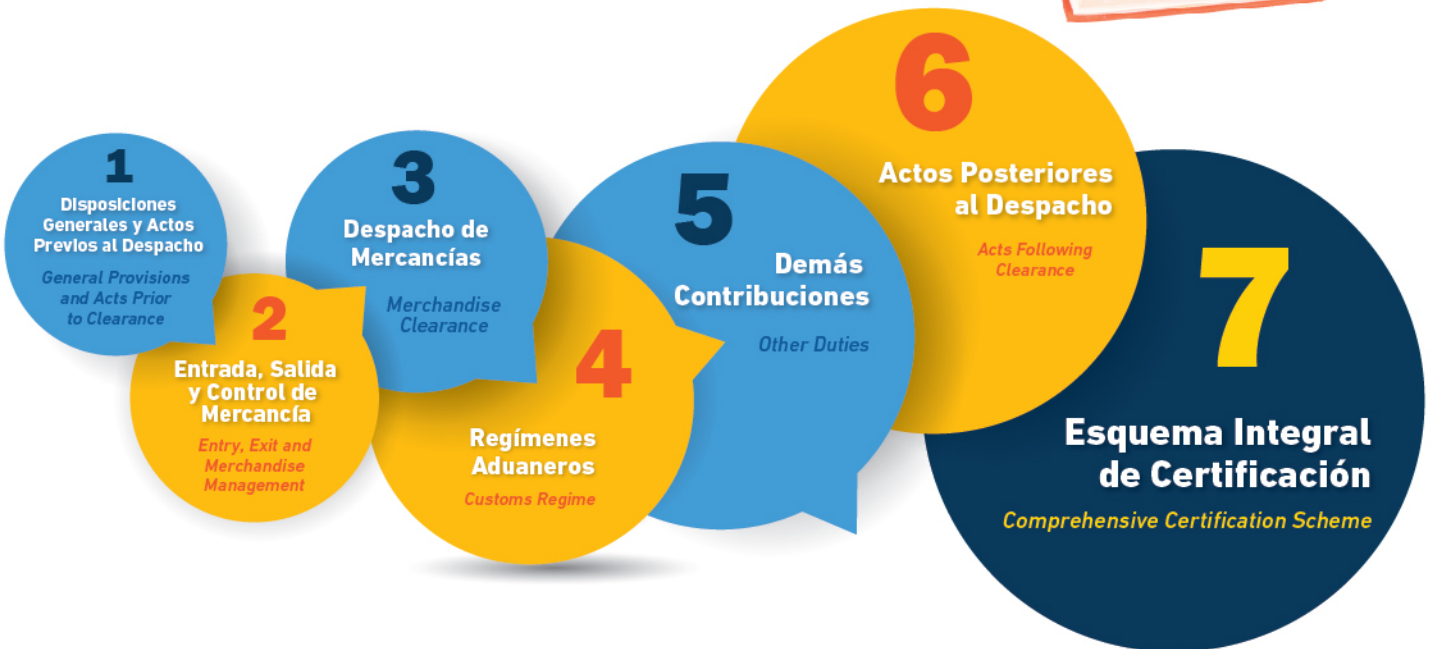 1
Disposiciones
Generales y Actos
Previos al Despacho
General Provisions
and Acts Prior
to Clearance
2
Entrada, Salida
y Control de
Mercancía
Entry, Exit and
Merchandise
Management
3
Despacho de
Mercancías
Merchandise
Clearance
4
Regímenes
Aduaneros
Customs Regime
5
Demás
Contribuciones
Other Duties
6
Actos Posteriores
al Despacho
Acts Following
Clearance
7
Esquema Integral
de Certificación
Comprehensive Certification Scheme